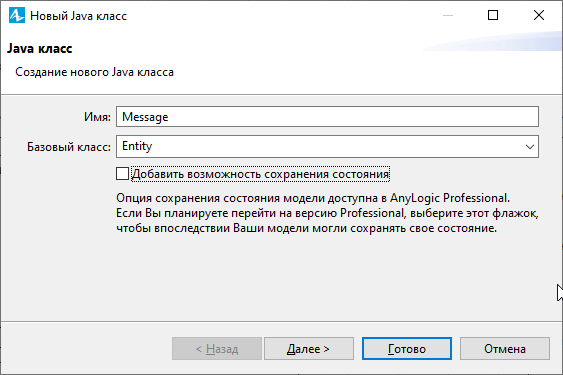 Новый Java класс
Java класс
Создание нового Java класса
Имя: Message
Базовый класс: Entity
Добавить возможность сохранения состояния
Опция сохранения состояния модели доступна в AnyLogic Professional.
Если Вы планируете перейти на версию Professional, выберите этот флажок,
чтобы впоследствии Ваши модели могли сохранять свое состояние.
< Назад Далее > Готово Отмена